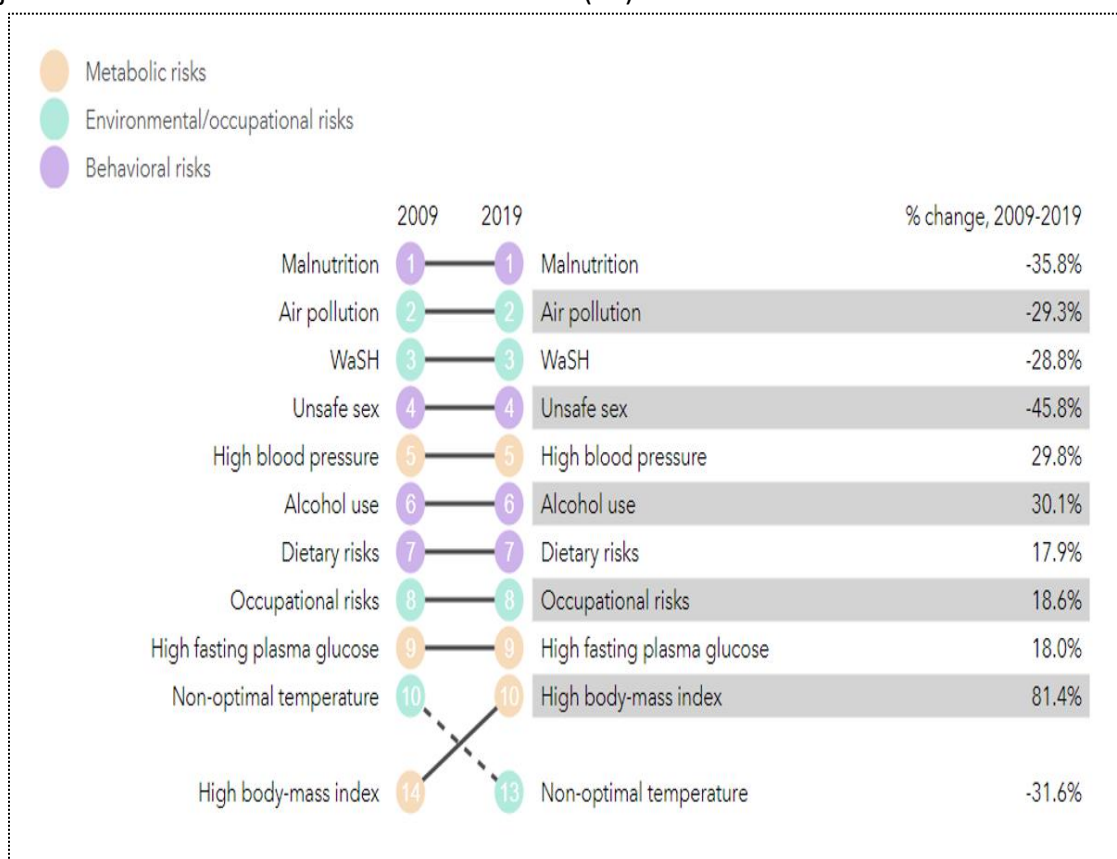 Metabolic risks
Environmental/occupational risks
Behavioral risks
2009 2019 % change, 2009-2019
Malnutrition 1 1 Malnutrition -35.8%
Air pollution 2 2 Air pollution -29.3%
WaSH 3 3 WaSH -28.8%
Unsafe sex 4 4 Unsafe sex -45.8%
High blood pressure 5 5 High blood pressure 29.8%
Alcohol use 6 6 Alcohol use 30.1%
Dietary risks 7 7 Dietary risks 17.9%
Occupational risks 8 8 Occupational risks 18.6%
High fasting plasma glucose 9 9 High fasting plasma glucose 18.0%
Non-optimal temperature 10 10 High body-mass index 81.4%
High body-mass index 14 13 Non-optimal temperature -31.6%